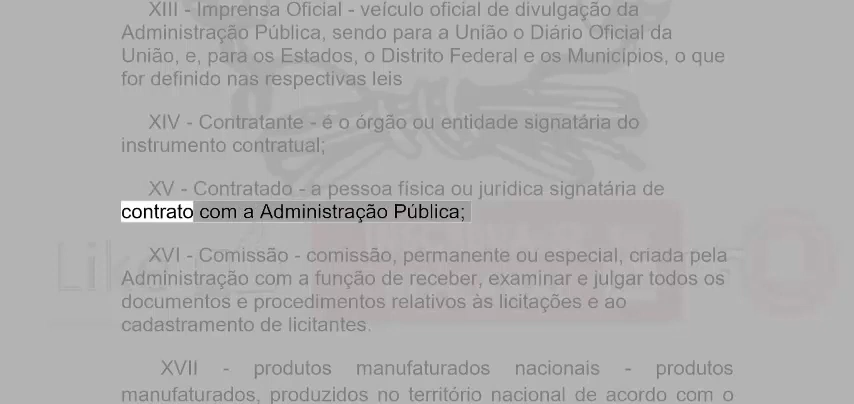 XIII - Imprensa Oficial - veículo oficial de divulgação da
Administração Pública, sendo para a União o Diário Oficial da
União, e, para os Estados, o Distrito Federal e os Municípios, o que
for definido nas respectivas leis
XIV - Contratante - é o órgão ou entidade signatária do
instrumento contratual;
XV - Contratado - a pessoa física ou jurídica signatária de
contrato com a Administração Pública;
XVI - Comissão - comissão, permanente ou especial, criada pela
Administração com a função de receber, examinar e julgar todos os
documentos e procedimentos relativos às licitações e ao
cadastramento de licitantes.
XVII - produtos manufaturados nacionais - produtos
manufaturados, produzidos no território nacional de acordo com o